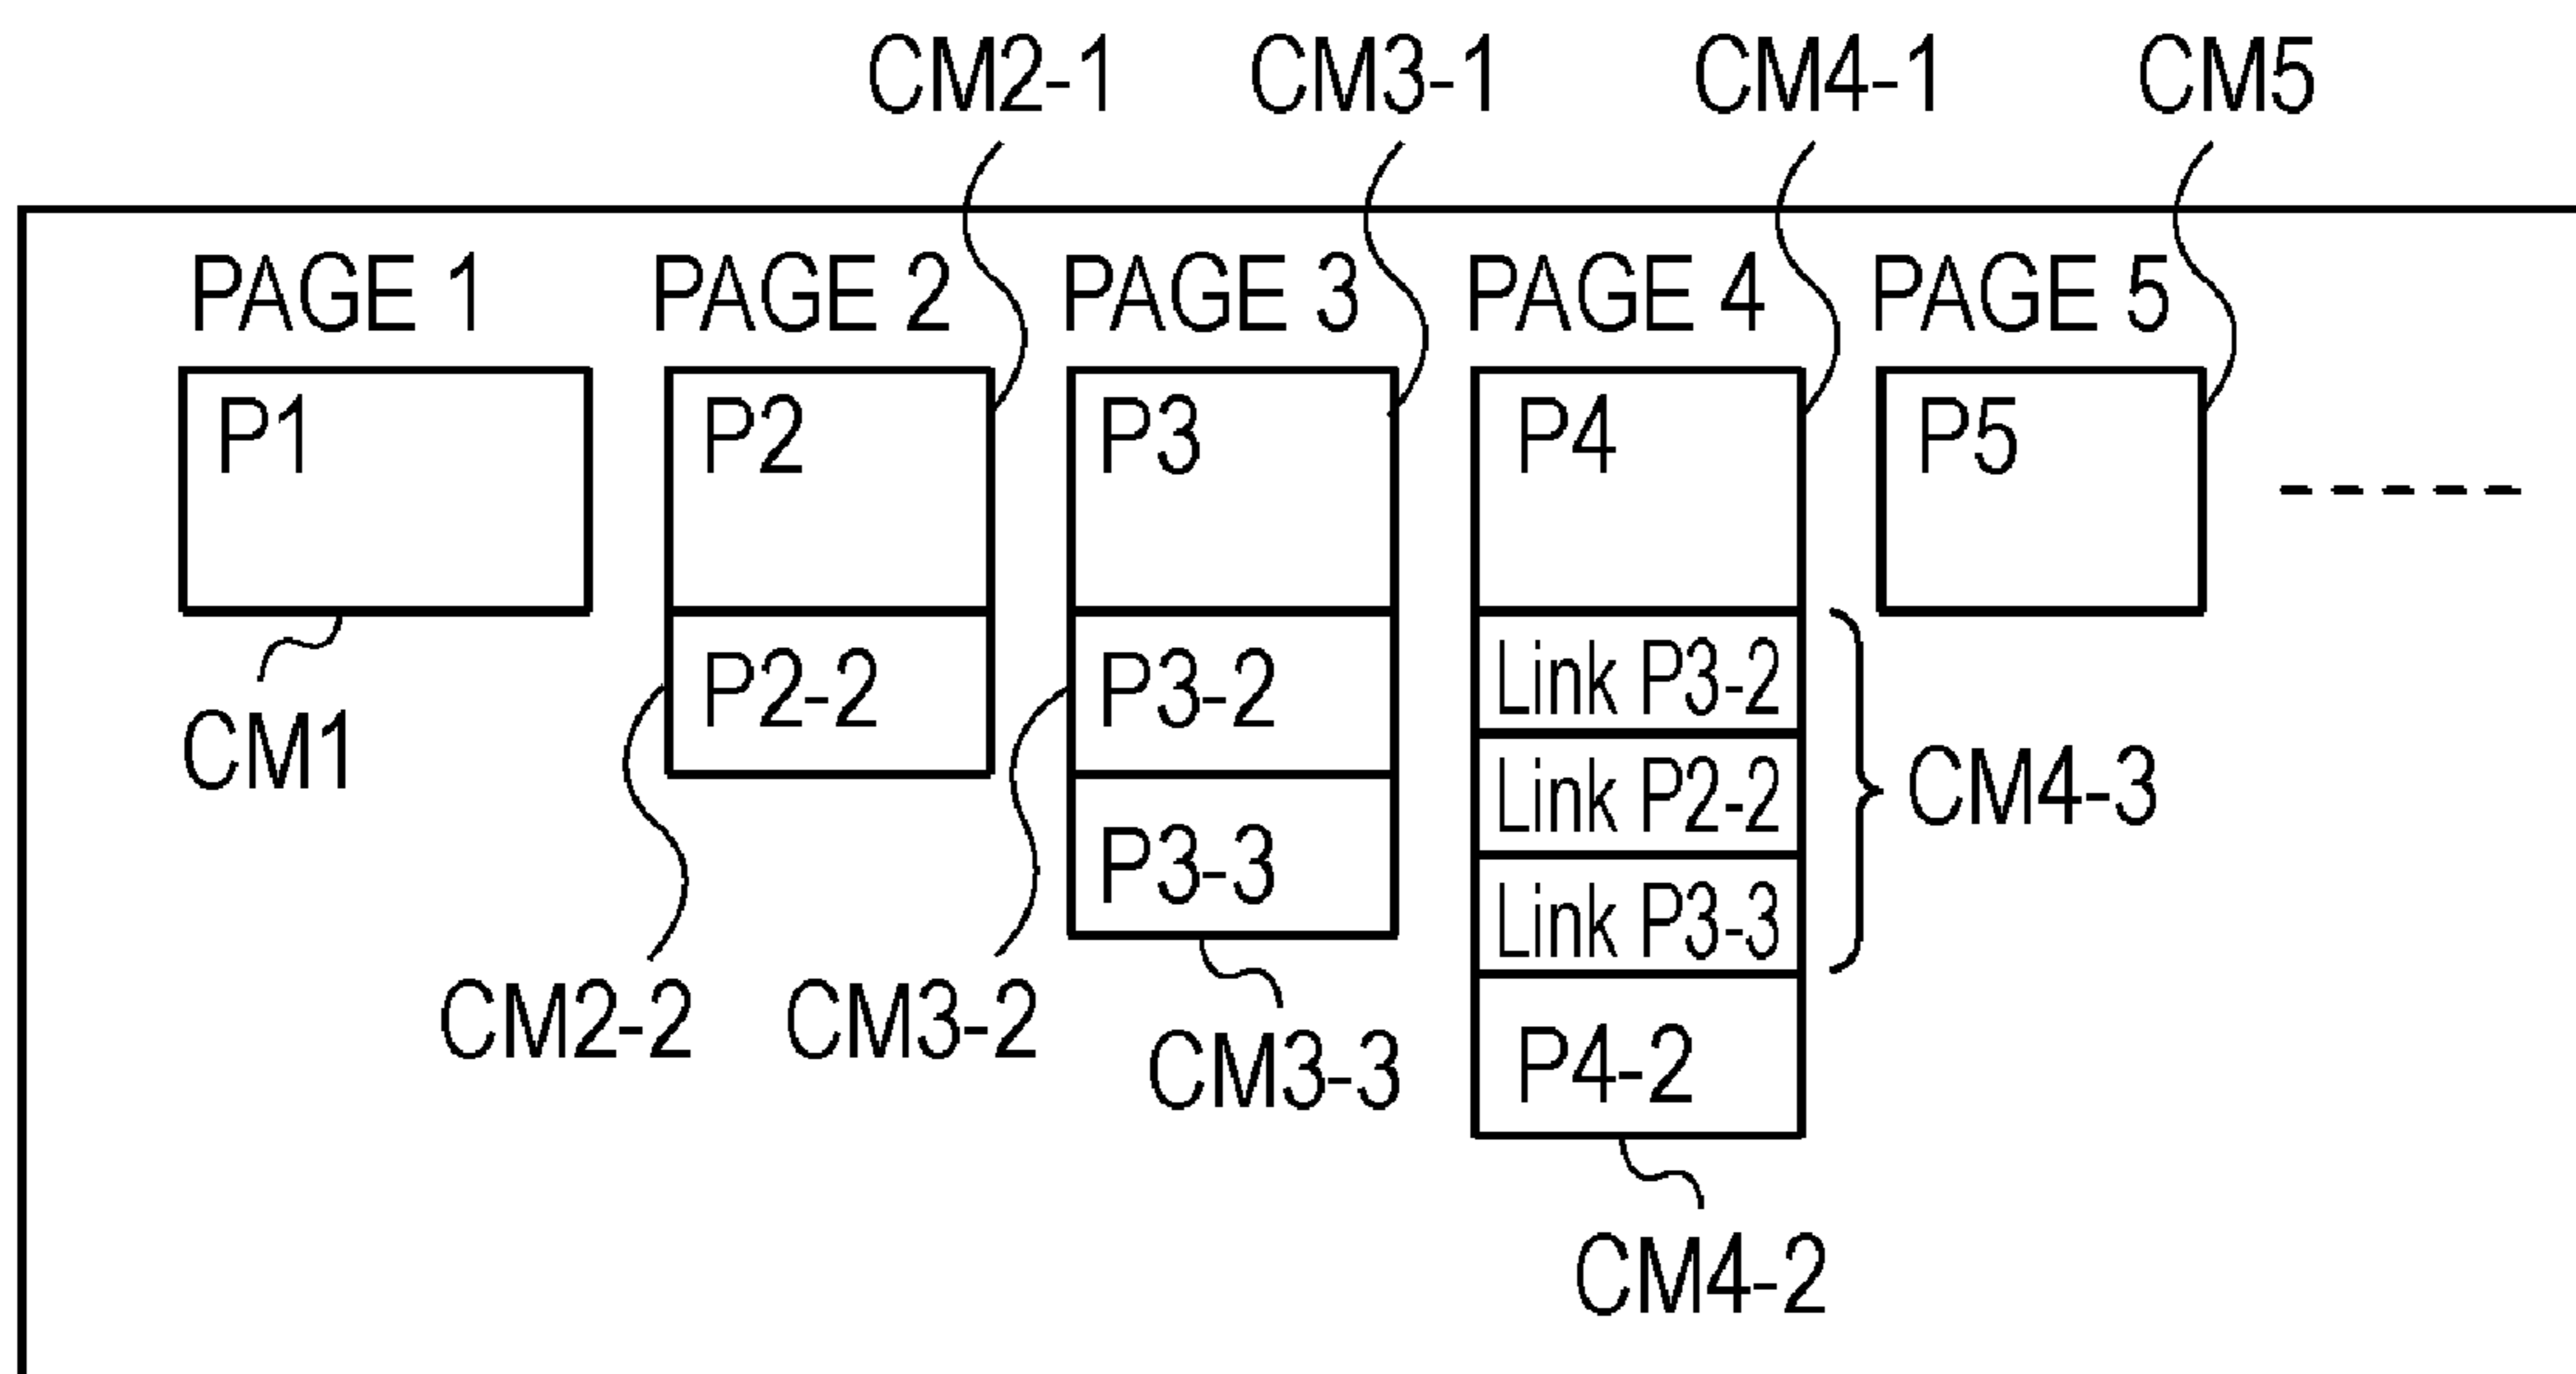 CM2-1 CM3-1 CM4-1 CM5
PAGE 1 PAGE 2 PAGE 3 PAGE 4 PAGE 5
P1 P2 P3 P4 P5
P2-2 P3-2 Link P3-2
CM1 Link P2-2 CM4-3
P3-3 Link P3-3
CM2-2 CM3-2 CM3-3 P4-2
CM4-2